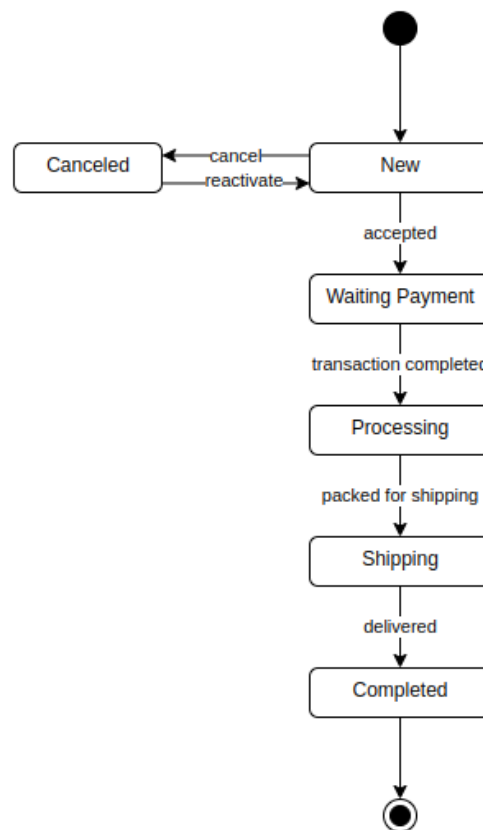 cancel
Canceled
New
reactivate
accepted
Waiting Payment
transaction completed
Processing
packed for shipping
Shipping
delivered
Completed